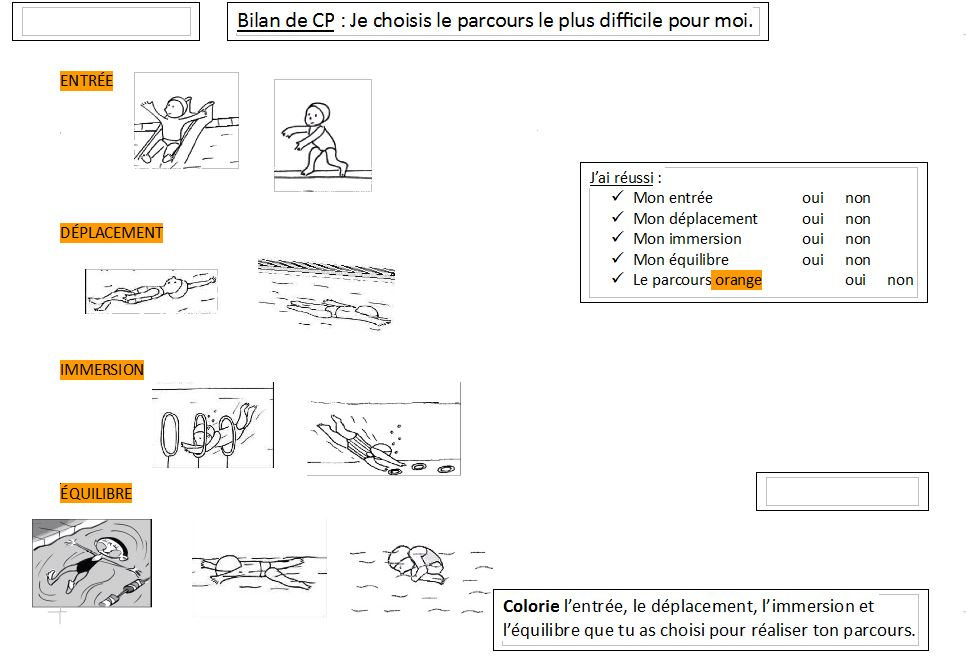 Bilan de CP : Je choisis le parcours le plus difficile pour moi.
ENTRÉE
J’ai réussi :
✓ Mon entrée oui non
✓ Mon déplacement oui non
✓ Mon immersion oui non
✓ Mon équilibre oui non
✓ Le parcours orange oui non
DÉPLACEMENT
IMMERSION
ÉQUILIBRE
Colorie l’entrée, le déplacement, l’immersion et
l’équilibre que tu as choisi pour réaliser ton parcours.